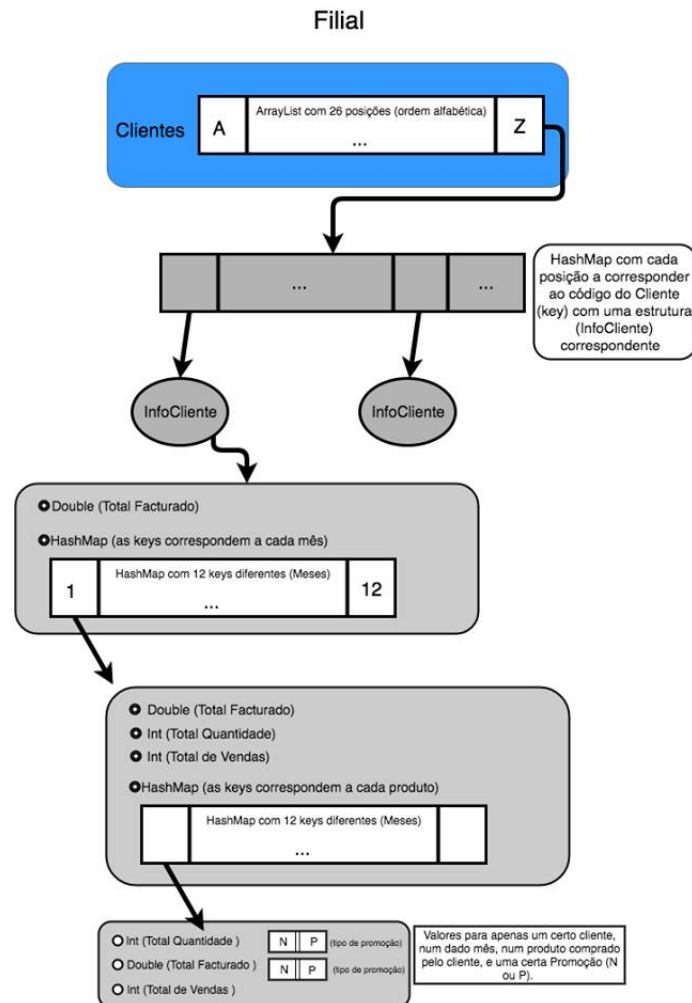 Filial
Clientes
A
ArrayList com 26 posições (ordem alfabética)
...
Z
...
...
HashMap com cada
posição a corresponder
ao código do Cliente
(key) com uma estrutura
(InfoCliente)
correspondente
InfoCliente
InfoCliente
Double (Total Facturado)
HashMap (as keys correspondem a cada mês)
1
HashMap com 12 keys diferentes (Meses)
...
12
Double (Total Facturado)
Int (Total Quantidade)
Int (Total de Vendas)
HashMap (as keys correspondem a cada produto)
HashMap com 12 keys diferentes (Meses)
...
Int (Total Quantidade )
N P (tipo de promoção)
Double (Total Facturado )
N P (tipo de promoção)
Int (Total de Vendas )
Valores para apenas um certo cliente,
num dado mês, num produto comprado
pelo cliente, e uma certa Promoção (N
ou P).